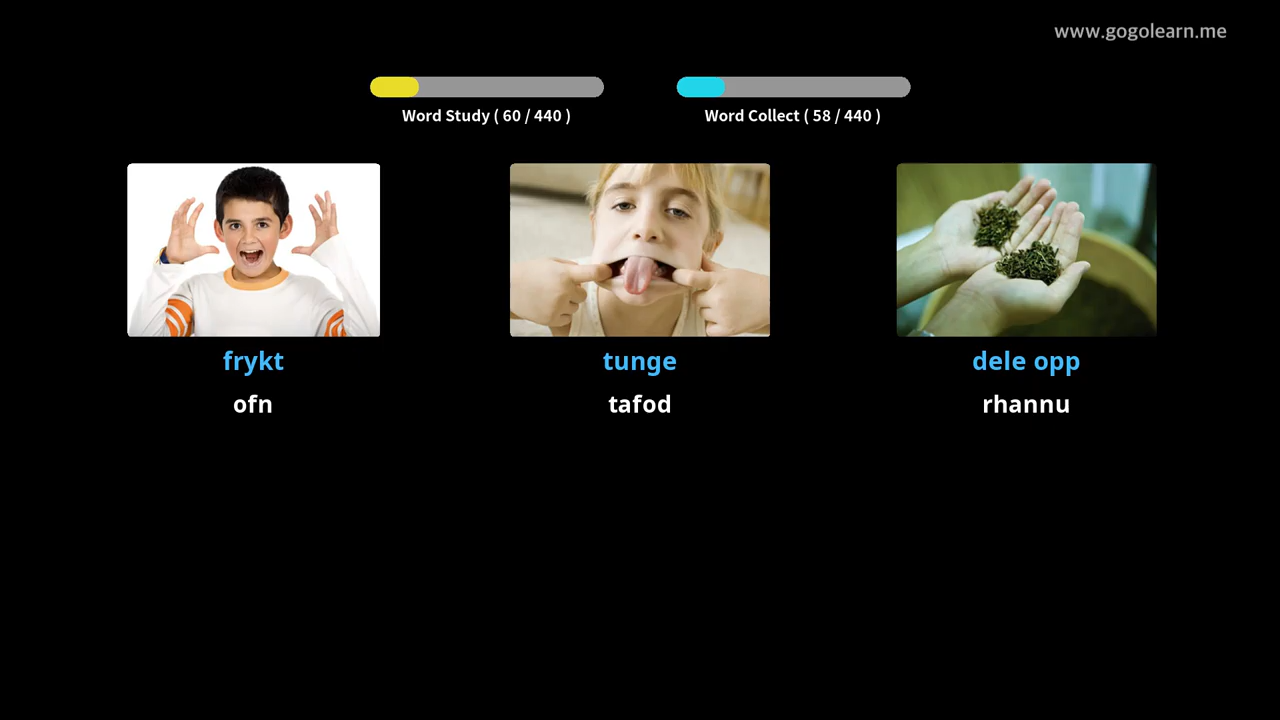 www.gogolearn.me
Word Study ( 60 / 440 )
Word Collect ( 58 / 440 )
frykt
tunge
dele opp
ofn
tafod
rhannu